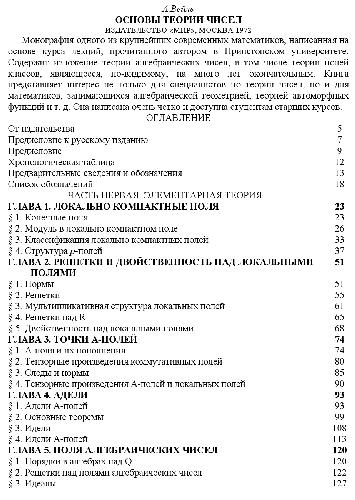 А.Вейль
ОСНОВЫ ТЕОРИИ ЧИСЕЛ
ИЗДАТЕЛЬСТВО «МИР», МОСКВА 1972
Монография одного из крупнейших современных математиков, написанная на
основе курса лекций, прочитанного автором в Принстонском университете.
Содержит изложение теории алгебраических чисел, в том числе теории полей
классов, являющееся, по-видимому, на много лет окончательным. Книга
представляет интерес не только для специалистов по теории чисел, но и для
математиков, занимающихся алгебраической геометрией, теорией автоморфных
функций и т. д. Она написана очень четко и доступна студентам старших курсов.
ОГЛАВЛЕНИЕ
От издательства 5
Предисловие к русскому изданию 7
Предисловие 9
Хронологическая таблица 12
Предварительные сведения и обозначения 13
Список обозначений 18
ЧАСТЬ ПЕРВАЯ. ЭЛЕМЕНТАРНАЯ ТЕОРИЯ
ГЛАВА 1. ЛОКАЛЬНО КОМПАКТНЫЕ ПОЛЯ 23
§ 1. Конечные поля 23
§ 2. Модуль в локально компактном поле 26
§ 3. Классификация локально компактных полей 33
§ 4. Структура p-полей 37
ГЛАВА 2. РЕШЕТКИ И ДВОЙСТВЕННОСТЬ НАД ЛОКАЛЬНЫМИ 51
ПОЛЯМИ
§ 1. Нормы 51
§ 2. Решетки 55
§ 3. Мультипликативная структура локальных полей 61
§ 4. Решетки над R 65
§ 5. Двойственность над локальными полями 68
ГЛАВА 3. ТОЧКИ А-ПОЛЕЙ 74
§ 1. А-поля и их пополнения 74
§ 2. Тензорные произведения коммутативных полей 80
§ 3. Следы и нормы 85
§ 4. Тензорные произведения А-полей и локальных полей 90
ГЛАВА 4. АДЕЛИ 93
§ 1. Адели А-полей 93
§ 2. Основные теоремы 99
§ 3. Идели 108
§ 4. Идели А-полей 113
ГЛАВА 5. ПОЛЯ АЛГЕБРАИЧЕСКИХ ЧИСЕЛ 120
§ 1. Порядки в алгебрах над Q 120
§ 2. Решетки над полями алгебраических чисел 122
§ 3. Идеалы 127